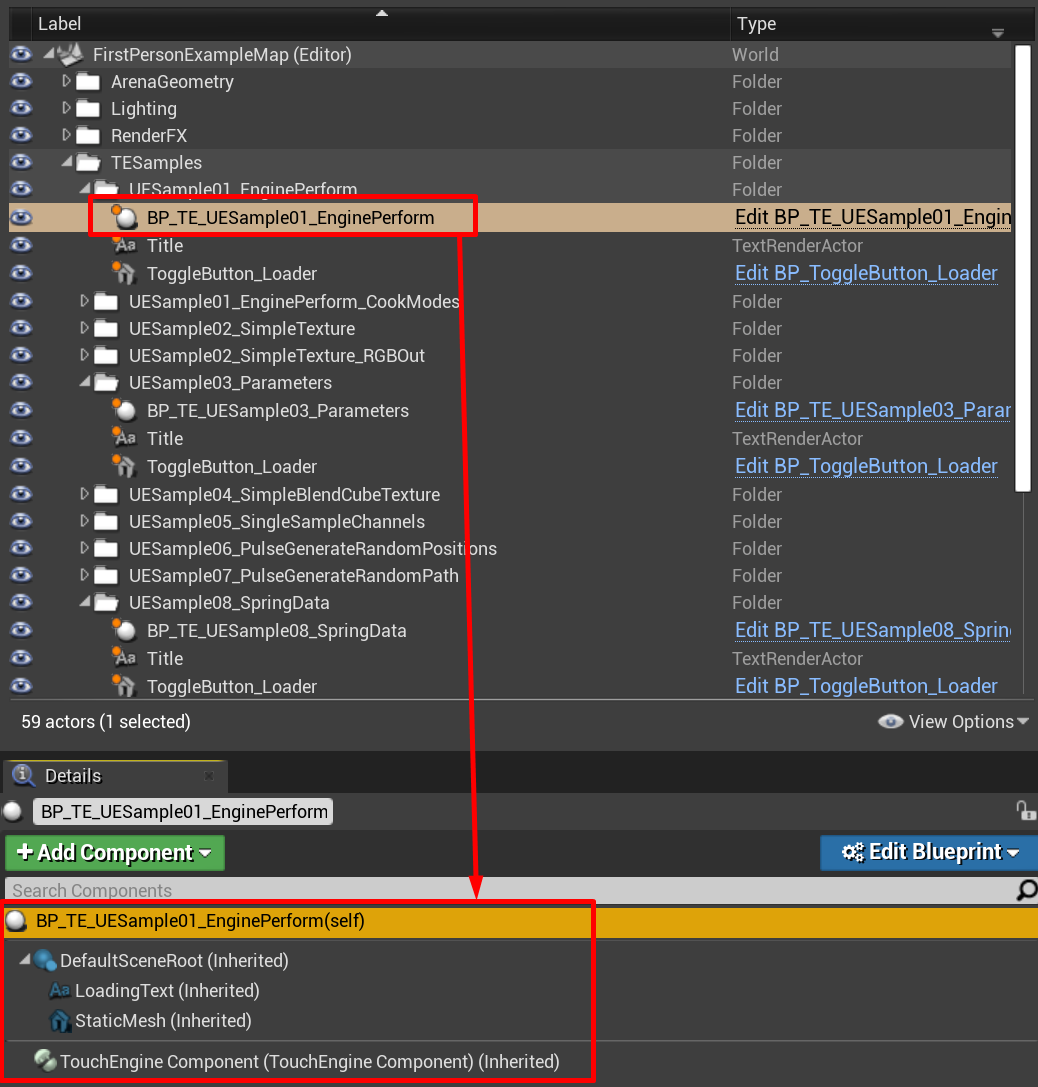 Label Type
FirstPersonExampleMap (Editor) World
ArenaGeometry Folder
Lighting Folder
RenderFX Folder
TESamples Folder
UESample01_EnginePerform Folder
BP_TE_UESample01_EnginePerform Edit BP_TE_UESample01_Engin
Aa Title TextRenderActor
ToggleButton_Loader Edit BP_ToggleButton_Loader
UESample01_EnginePerform_CookModes Folder
UESample02_SimpleTexture Folder
UESample02_SimpleTexture_RGBOut Folder
UESample03_Parameters Folder
BP_TE_UESample03_Parameters Edit BP_TE_UESample03_Parar
Aa Title TextRenderActor
ToggleButton_Loader Edit BP_ToggleButton_Loader
UESample04_SimpleBlendCubeTexture Folder
UESample05_SingleSampleChannels Folder
UESample06_PulseGenerateRandomPositions Folder
UESample07_PulseGenerateRandomPath Folder
UESample08_SpringData Folder
BP_TE_UESample08_SpringData Edit BP_TE_UESample08_Sprin
Aa Title TextRenderActor
ToggleButton_Loader Edit BP_ToggleButton_Loader
59 actors (1 selected) View Options
Details
BP_TE_UESample01_EnginePerform
+ Add Component Edit Blueprint
Search Components
BP_TE_UESample01_EnginePerform(self)
DefaultSceneRoot (Inherited)
Aa LoadingText (Inherited)
StaticMesh (Inherited)
TouchEngine Component (TouchEngine Component) (Inherited)